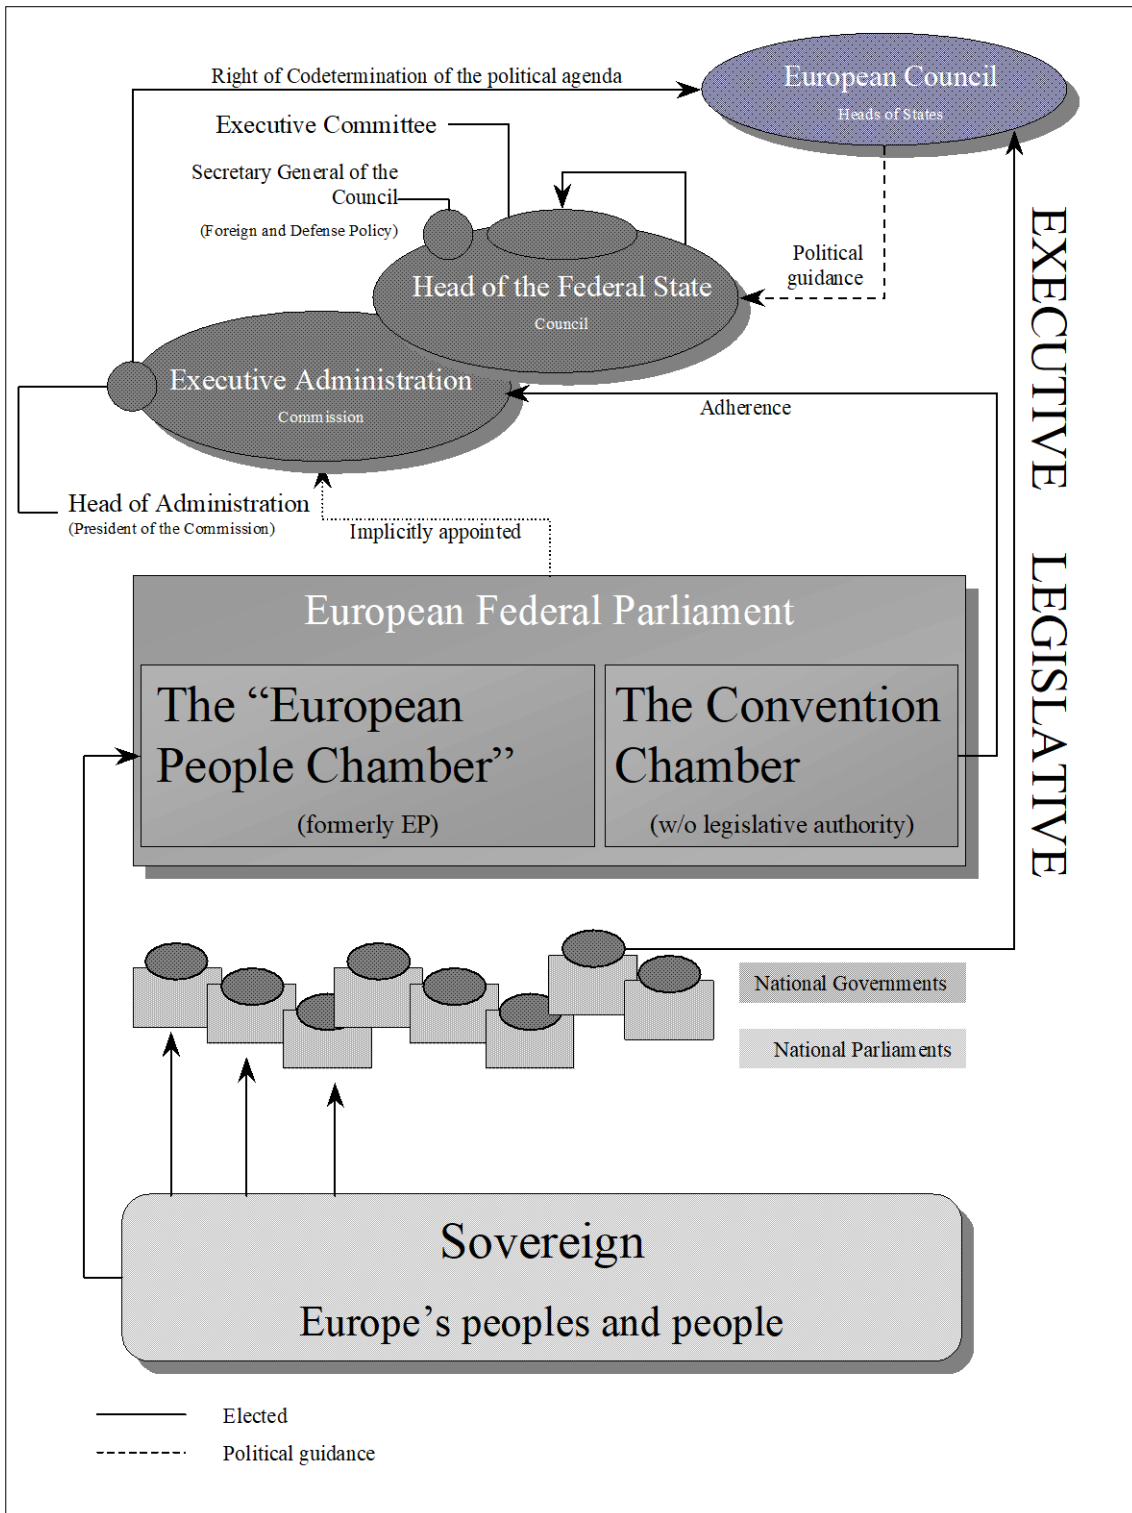 European Council
Heads of States
Right of Codetermination of the political agenda
Executive Committee
Secretary General of the
Council
(Foreign and Defense Policy)
Political
guidance
Head of the Federal State
Council
Executive Administration
Commission
Adherence
Head of Administration
(President of the Commission)
Implicitly appointed
EXECUTIVE
LEGISLATIVE
European Federal Parliament
The “European
People Chamber”
(formerly EP)
The Convention
Chamber
(w/o legislative authority)
National Governments
National Parliaments
Sovereign
Europe’s peoples and people
Elected
Political guidance